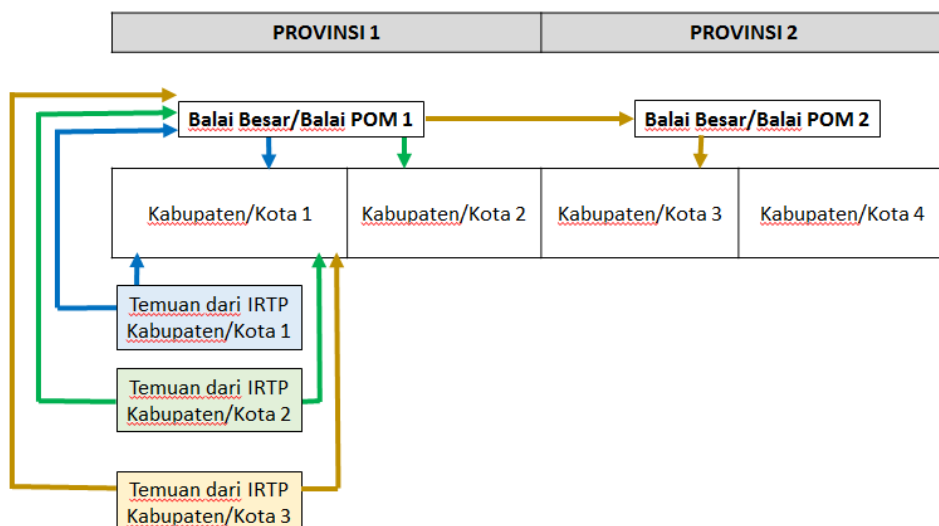 PROVINSI 1
PROVINSI 2
Balai Besar/Balai POM 1
Balai Besar/Balai POM 2
Kabupaten/Kota 1
Kabupaten/Kota 2
Kabupaten/Kota 3
Kabupaten/Kota 4
Temuan dari IRTP
Kabupaten/Kota 1
Temuan dari IRTP
Kabupaten/Kota 2
Temuan dari IRTP
Kabupaten/Kota 3